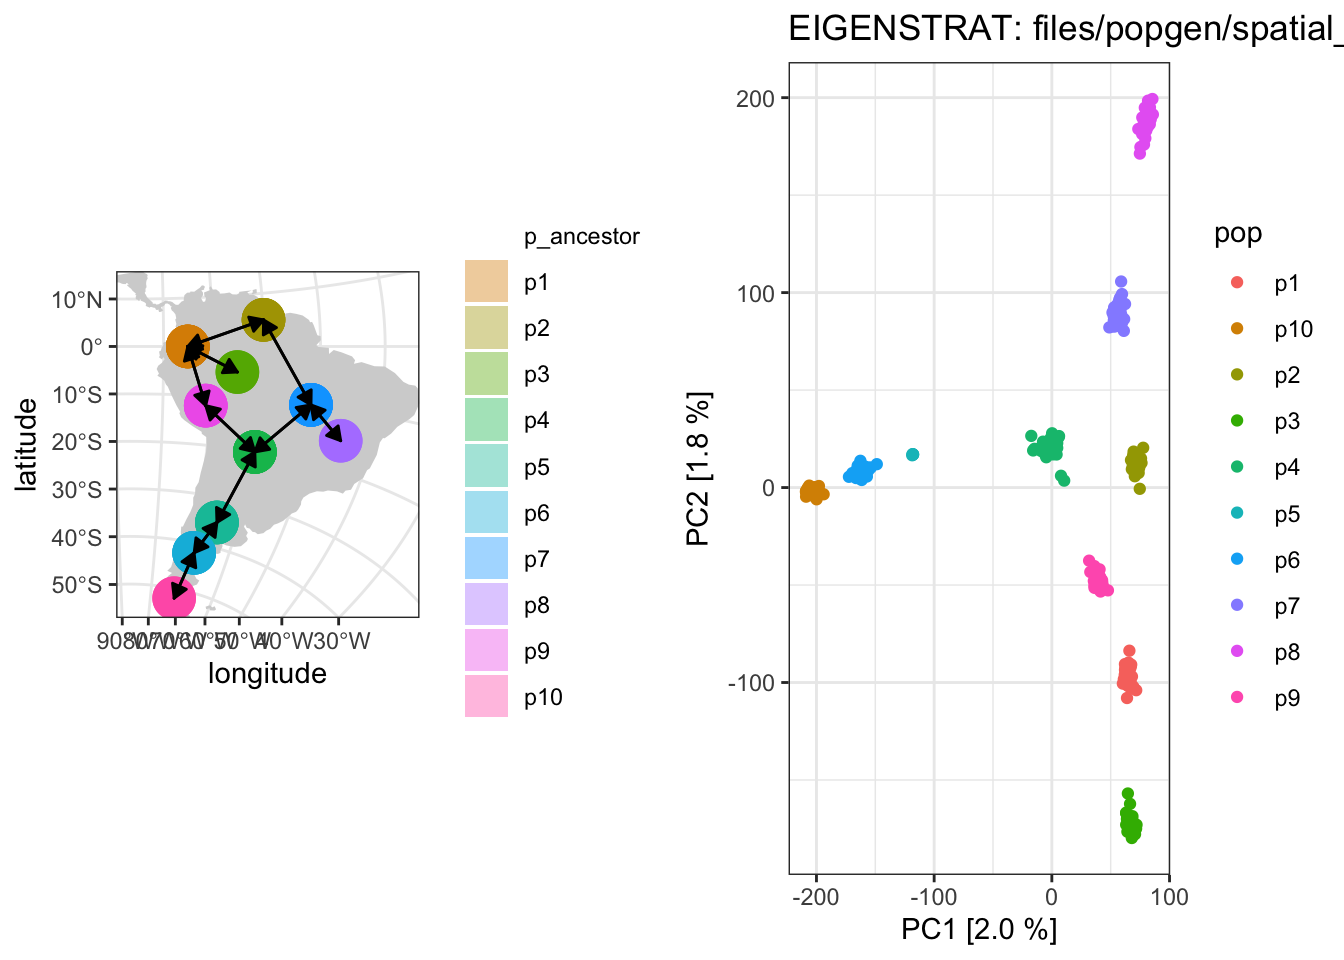 10°N
0°
10°S
20°S
30°S
40°S
50°S
latitude
40°W
30°W
longitude
p_ancestor
p1
p2
p3
p4
p5
p6
p7
p8
p9
p10
EIGENSTRAT: files/popgen/spatial_
200
100
0
-100
PC2 [1.8 %]
-200
-100
0
100
PC1 [2.0 %]
pop
p1
p10
p2
p3
p4
p5
p6
p7
p8
p9